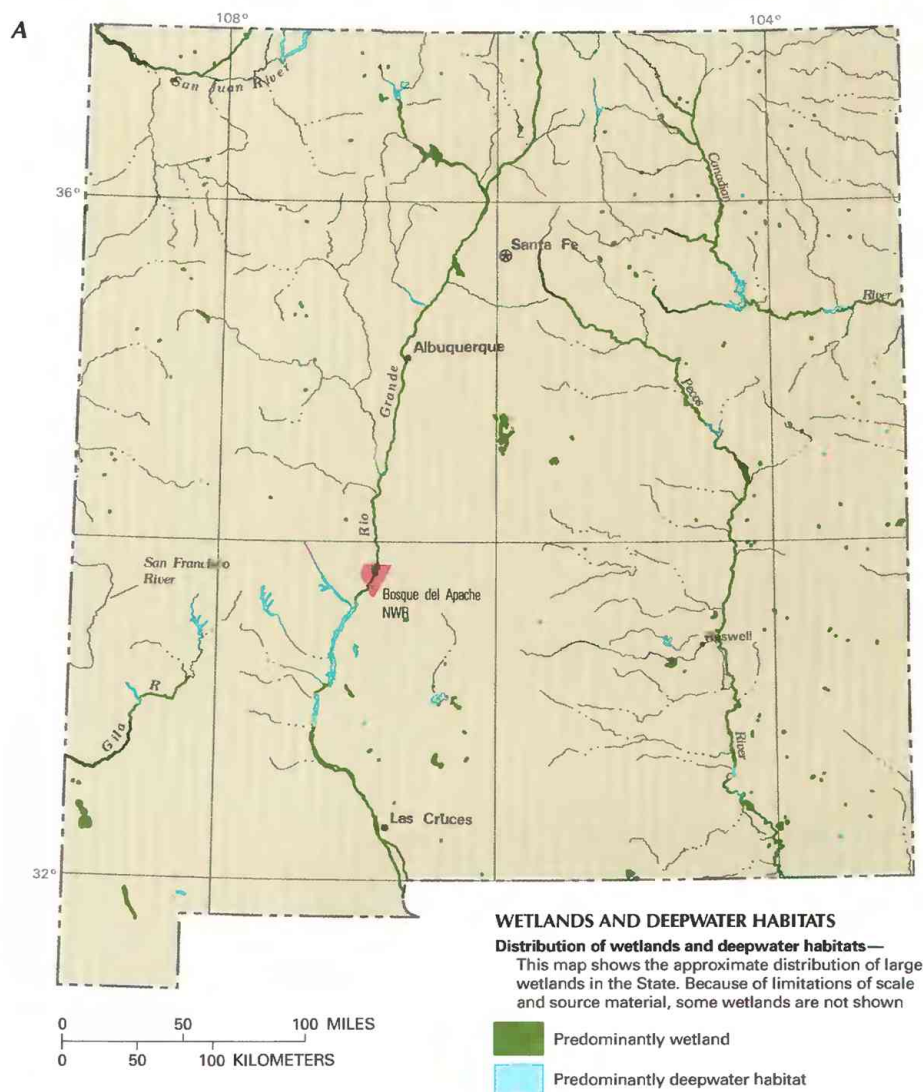 A
108°
104°
San Juan River
36°
Canadian
Santa Fe
River
Albuquerque
Grande
Pecos
Rio
San Francisco
River
Bosque del Apache
NWR
Roswell
R
Gila
River
Las Cruces
32°
WETLANDS AND DEEPWATER HABITATS
Distribution of wetlands and deepwater habitats—
This map shows the approximate distribution of large
wetlands in the State. Because of limitations of scale
and source material, some wetlands are not shown
0 50 100 MILES
0 50 100 KILOMETERS
Predominantly wetland
Predominantly deepwater habitat